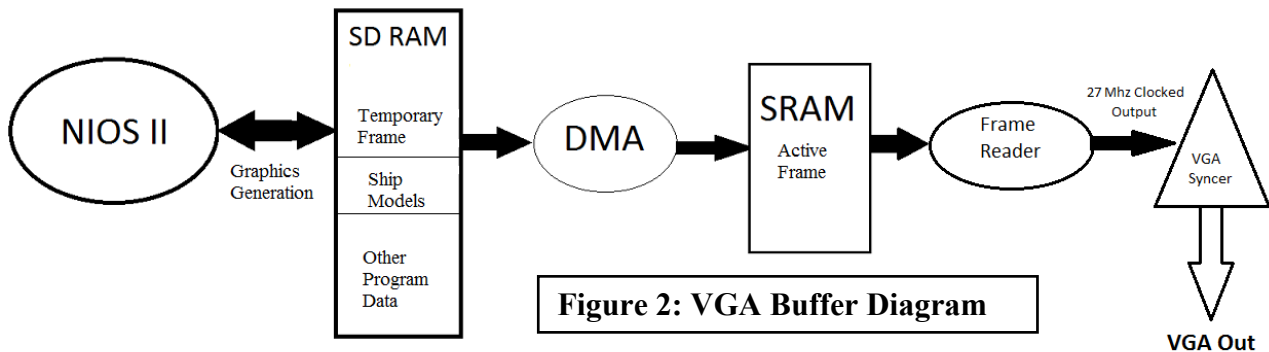 NIOS II
Graphics
Generation
SD RAM
Temporary
Frame
Ship
Models
Other
Program
Data
DMA
SRAM
Active
Frame
Frame
Reader
27 Mhz Clocked
Output
VGA
Syncer
VGA Out
Figure 2: VGA Buffer Diagram